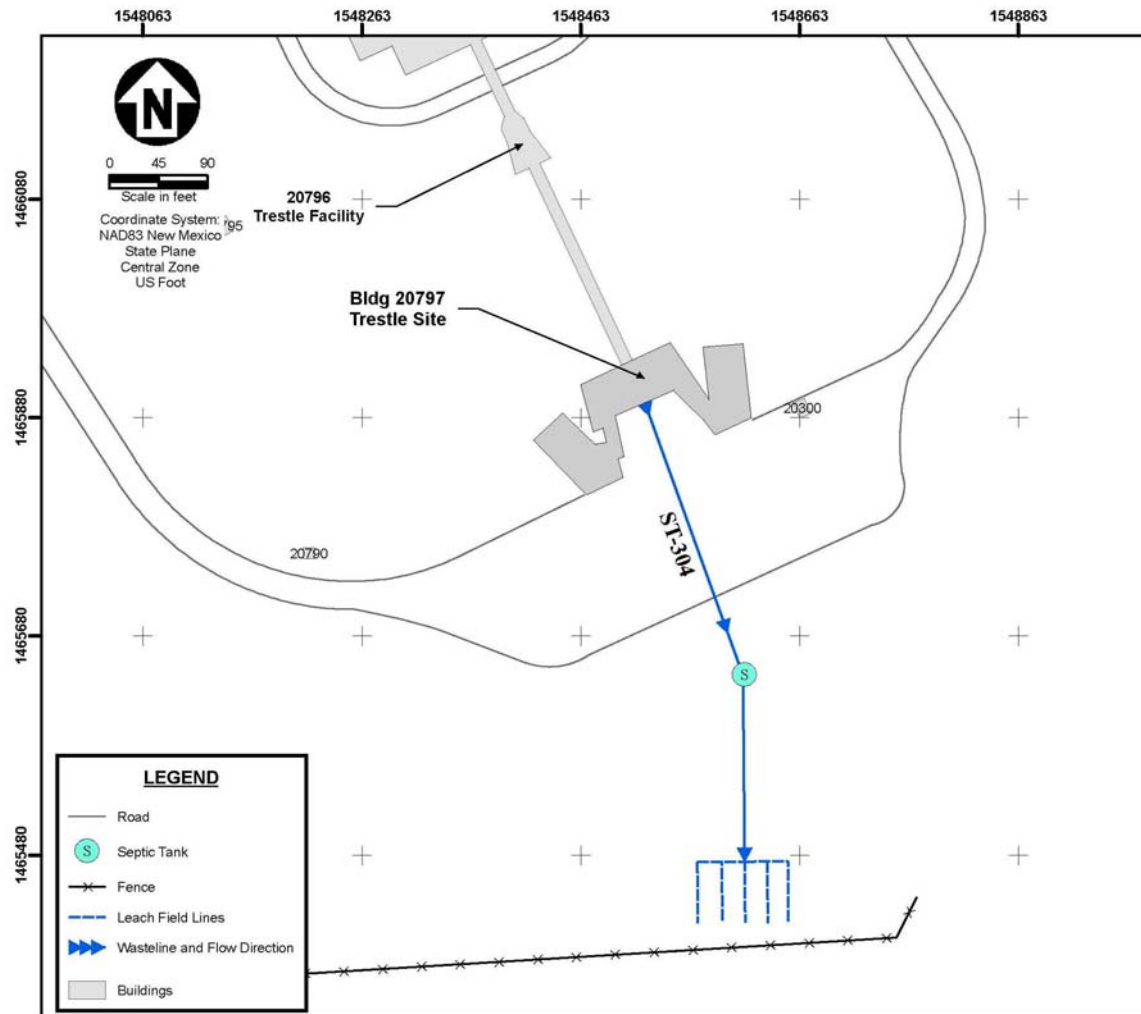 1548063 1548263 1548463 1548663 1548863
N
0 45 90
Scale in feet
Coordinate System:
NAD83 New Mexico
State Plane
Central Zone
US Foot
20796
Trestle Facility
Bldg 20797
Trestle Site
1466080
1465880
1465680
1465480
20300
20790
ST-304
S
LEGEND
Road
S Septic Tank
Fence
Leach Field Lines
Wasteline and Flow Direction
Buildings